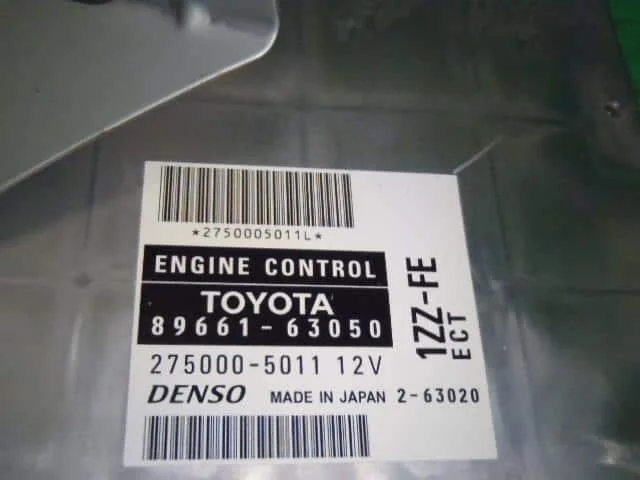 *2750005011L*
ENGINE CONTROL
TOYOTA
89661-63050
275000-5011 12V
DENSO MADE IN JAPAN 2-63020
1ZZ-FE
ECT